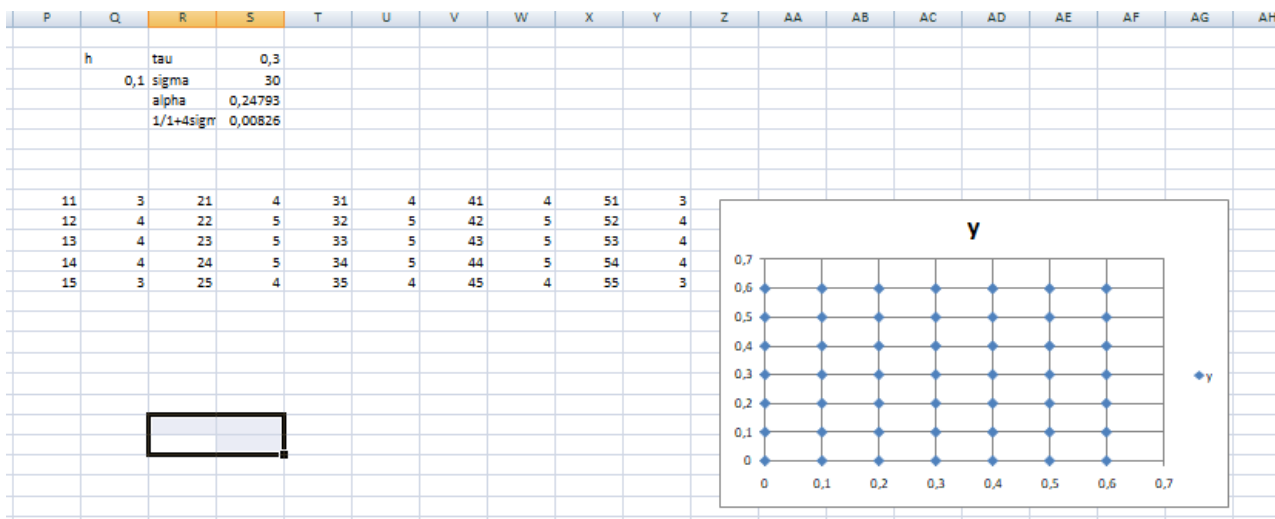 P Q R S T U V W X Y Z AA AB AC AD AE AF AG AH
h tau 0,3
0,1 sigma 30
alpha 0,24793
1/1+4sigm 0,00826
11 3 21 4 31 4 41 4 51 3
12 4 22 5 32 5 42 5 52 4
13 4 23 5 33 5 43 5 53 4
14 4 24 5 34 5 44 5 54 4
15 3 25 4 35 4 45 4 55 3
y
0,7
0,6
0,5
0,4
0,3
0,2
0,1
0
0 0,1 0,2 0,3 0,4 0,5 0,6 0,7
y